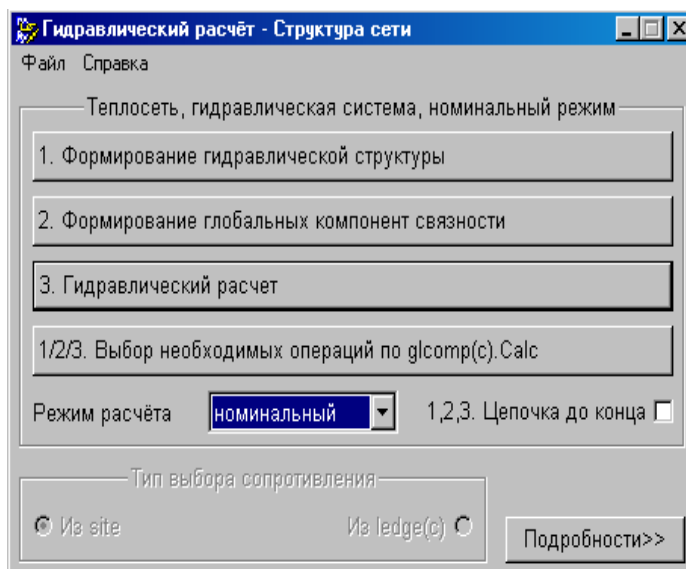 Гидравлический расчёт - Структура сети
Файл Справка
Теплосеть, гидравлическая система, номинальный режим
1. Формирование гидравлической структуры
2. Формирование глобальных компонент связности
3. Гидравлический расчет
1/2/3. Выбор необходимых операций по glcomp(c).Calc
Режим расчёта номинальный 1,2,3. Цепочка до конца
Тип выбора сопротивления
Из site Из ledge(c)
Подробности>>